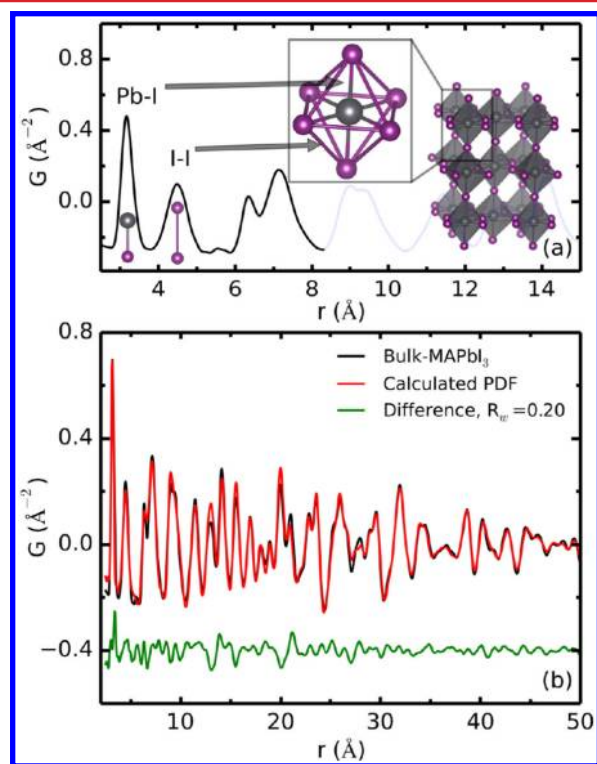 0.8
0.4
0.0
G (Å⁻²)
Pb-I
I-I
(a)
4 6 8 10 12 14
r (Å)
0.8
0.4
0.0
−0.4
G (Å⁻²)
Bulk-MAPbI₃
Calculated PDF
Difference, R_w=0.20
(b)
10 20 30 40 50
r (Å)